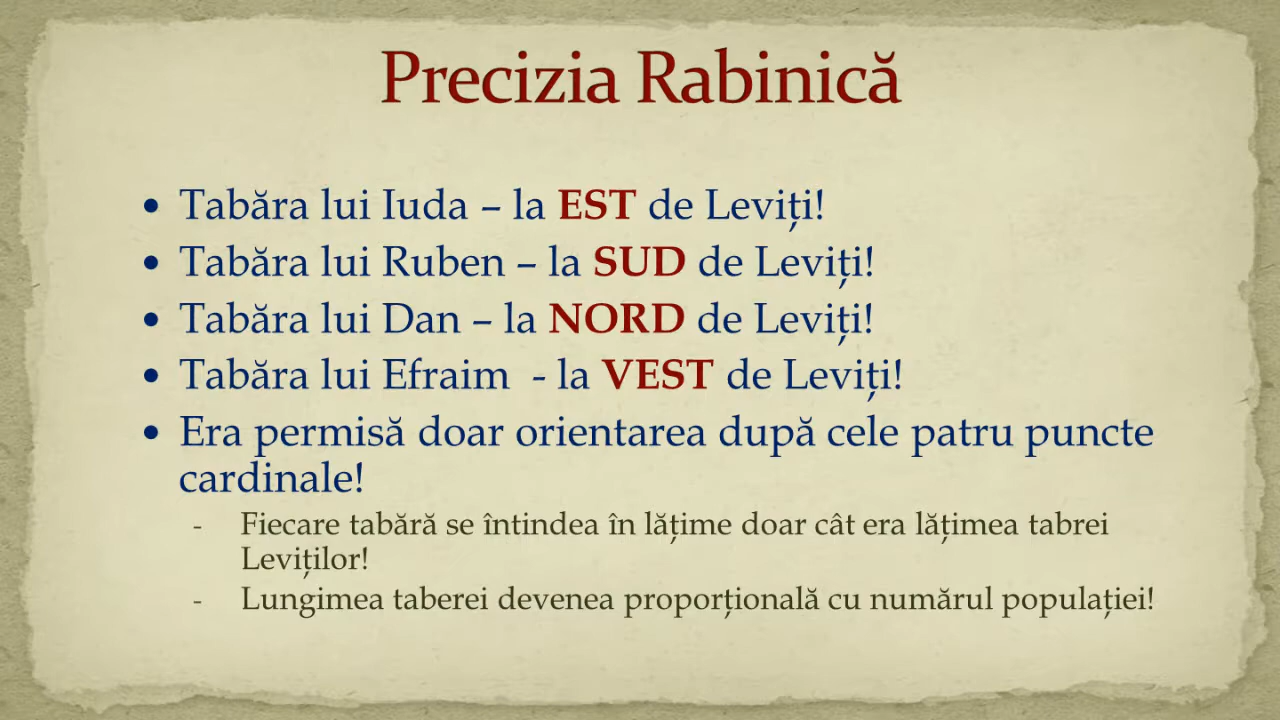 Precizia Rabinică
• Tabăra lui Iuda – la EST de Leviți!
• Tabăra lui Ruben – la SUD de Leviți!
• Tabăra lui Dan – la NORD de Leviți!
• Tabăra lui Efraim - la VEST de Leviți!
• Era permisă doar orientarea după cele patru puncte
cardinale!
- Fiecare tabără se întindea în lățime doar cât era lățimea tabrei
Leviților!
- Lungimea taberei devenea proporțională cu numărul populației!